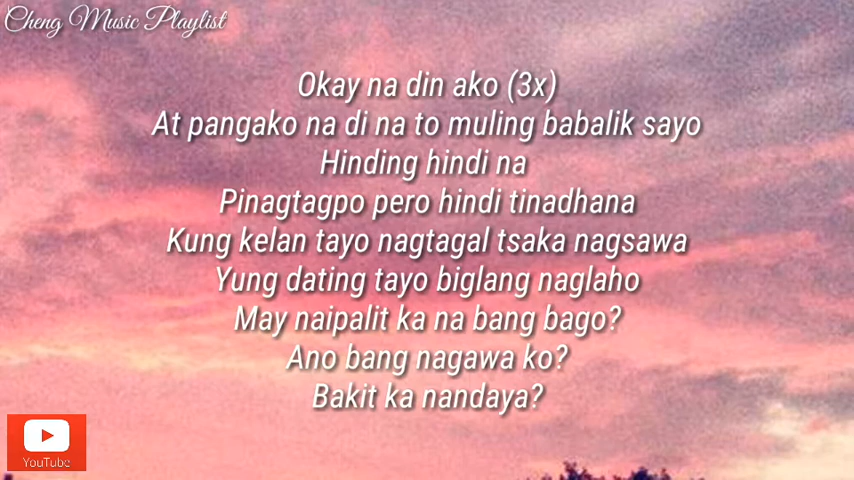 Cheng Music Playlist
Okay na din ako (3x)
At pangako na di na to muling babalik sayo
Hinding hindi na
Pinagtagpo pero hindi tinadhana
Kung kelan tayo nagtagal tsaka nagsawa
Yung dating tayo biglang naglaho
May naipalit ka na bang bago?
Ano bang nagawa ko?
Bakit ka nandaya?
YouTube